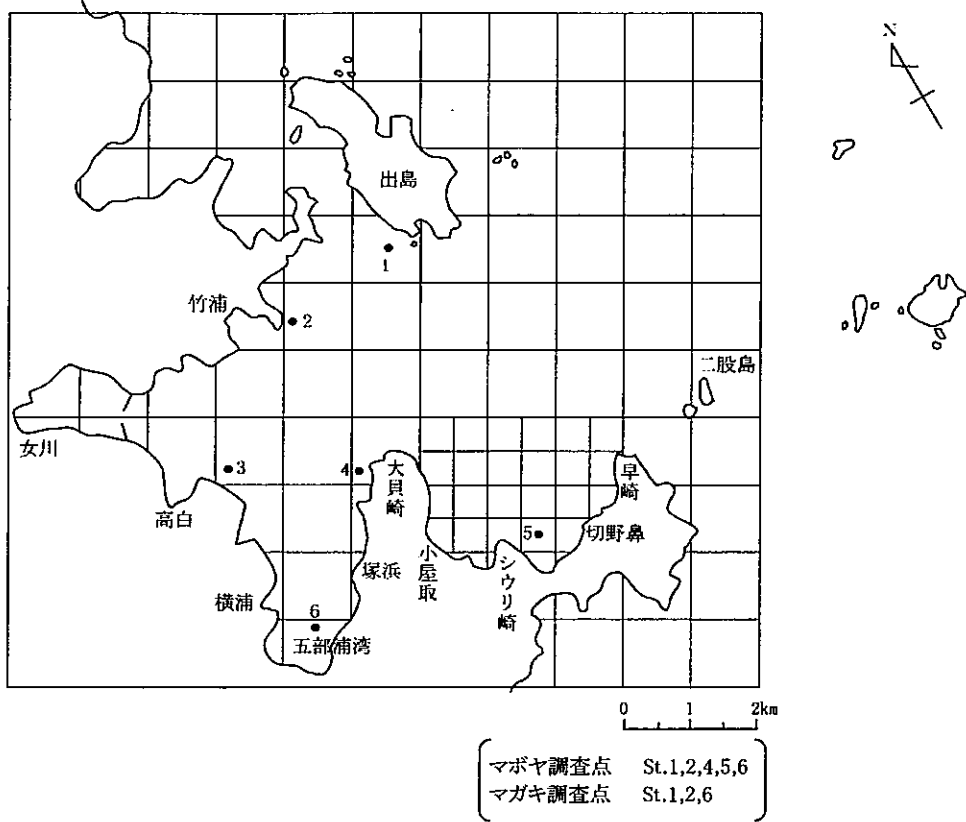 N
出島
1
竹浦
2
二股島
女川
3
4
大貝崎
早崎
高白
5
切野鼻
小屋取
シウリ崎
塚浜
横浦
6
五部浦湾
0 1 2km
マボヤ調査点 St.1,2,4,5,6
マガキ調査点 St.1,2,6